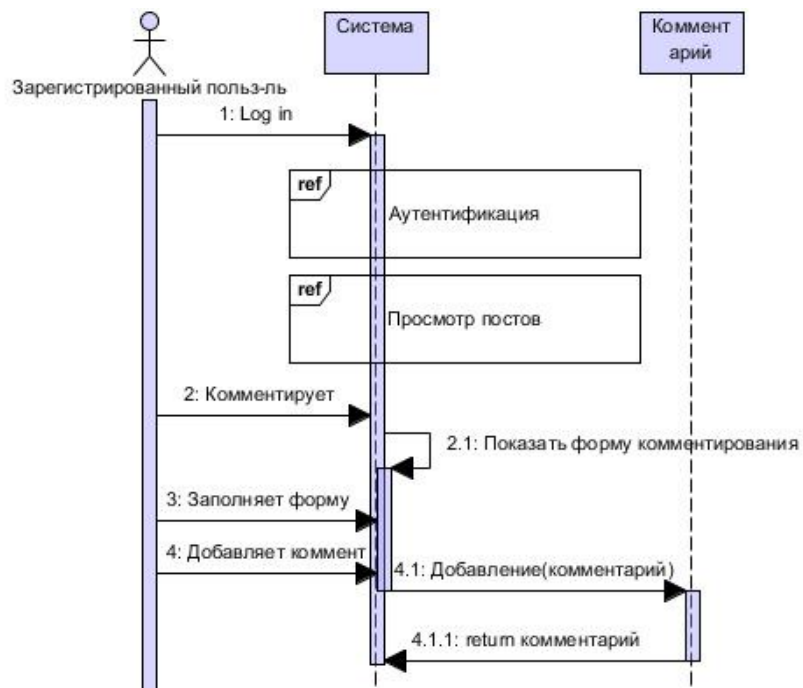 Система
Коммент
арий
Зарегистрированный польз-ль
1: Log in
ref
Аутентификация
ref
Просмотр постов
2: Комментирует
2.1: Показать форму комментирования
3: Заполняет форму
4: Добавляет коммент
4.1: Добавление(комментарий)
4.1.1: return комментарий